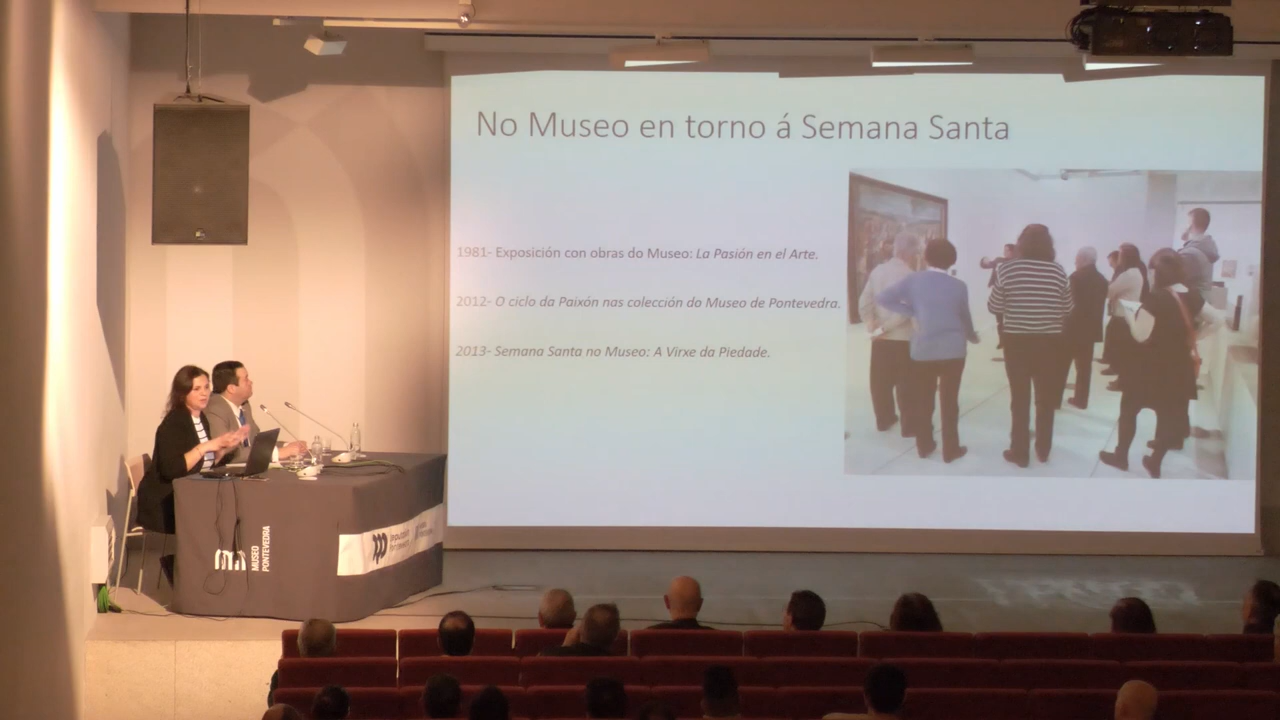 No Museo en torno á Semana Santa
1981- Exposición con obras do Museo: La Pasión en el Arte.
2012- O ciclo da Paixón nas colección do Museo de Pontevedra.
2013- Semana Santa no Museo: A Virxe da Piedade.
MUSEO
PONTEVEDRA